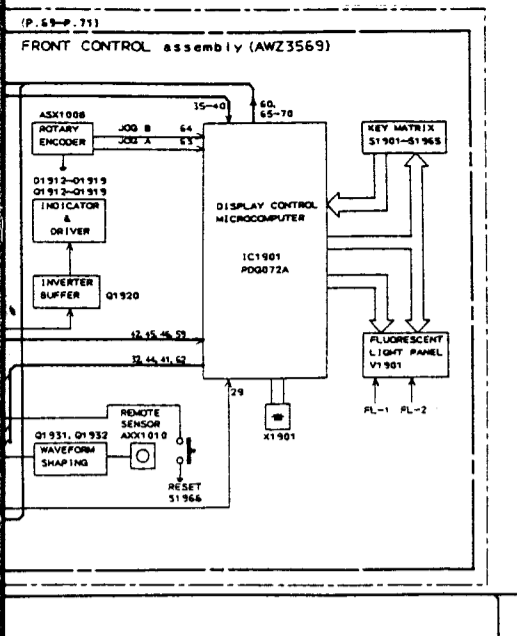 (P.69-P.71)
FRONT CONTROL assembly (AWZ3569)
35-40
60,
65-70
ASX1008
ROTARY
ENCODER
JOG B 64
JOG A 63
KEY MATRIX
S1901-S1965
D1912-Q1919
Q1912-Q1919
INDICATOR
&
DRIVER
DISPLAY CONTROL
MICROCOMPUTER
IC1901
PDG072A
INVERTER
BUFFER
Q1920
42, 45, 46, 59
32, 44, 41, 62
FLUORESCENT
LIGHT PANEL
V1901
FL-1 FL-2
29
X1901
REMOTE
SENSOR
AXX1010
Q1931, Q1932
WAVEFORM
SHAPING
RESET
S1966